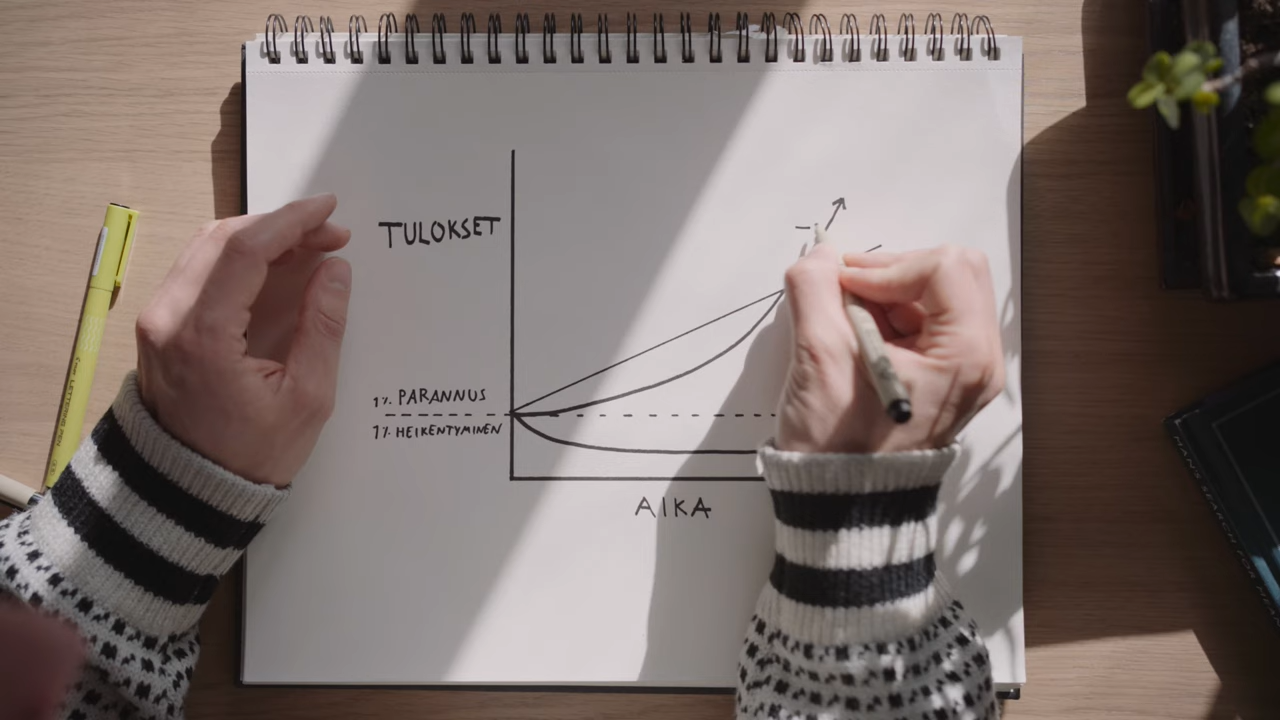 TULOKSET
1% PARANNUS
1% HEIKENTYMINEN
AIKA